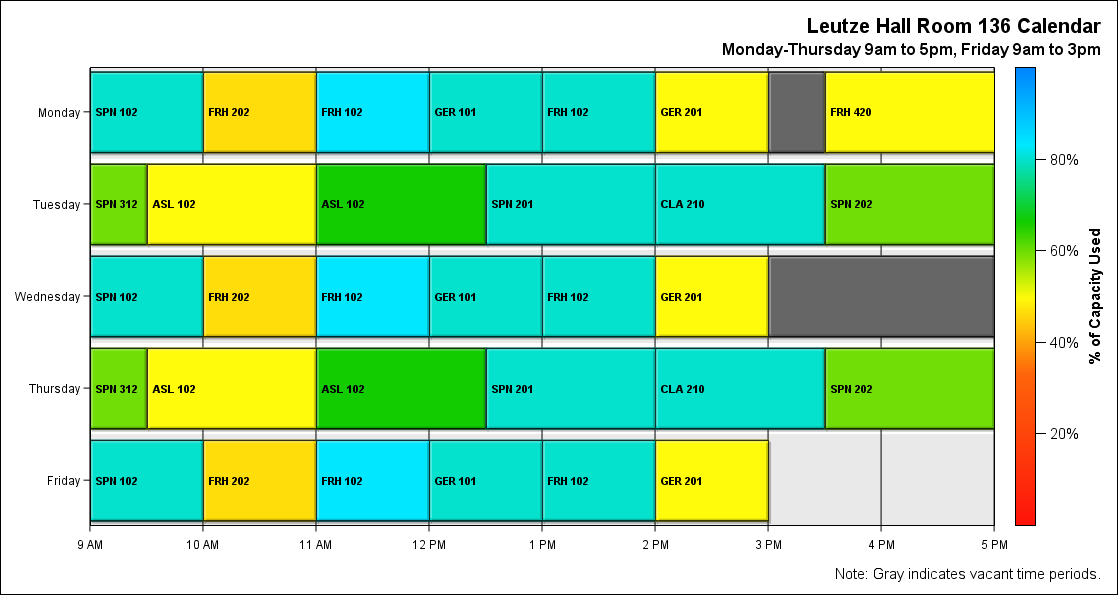 Leutze Hall Room 136 Calendar
Monday-Thursday 9am to 5pm, Friday 9am to 3pm
Monday
SPN 102
FRH 202
FRH 102
GER 101
FRH 102
GER 201
FRH 420
Tuesday
SPN 312
ASL 102
ASL 102
SPN 201
CLA 210
SPN 202
Wednesday
SPN 102
FRH 202
FRH 102
GER 101
FRH 102
GER 201
Thursday
SPN 312
ASL 102
ASL 102
SPN 201
CLA 210
SPN 202
Friday
SPN 102
FRH 202
FRH 102
GER 101
FRH 102
GER 201
9 AM
10 AM
11 AM
12 PM
1 PM
2 PM
3 PM
4 PM
5 PM
80%
60%
40%
20%
% of Capacity Used
Note: Gray indicates vacant time periods.